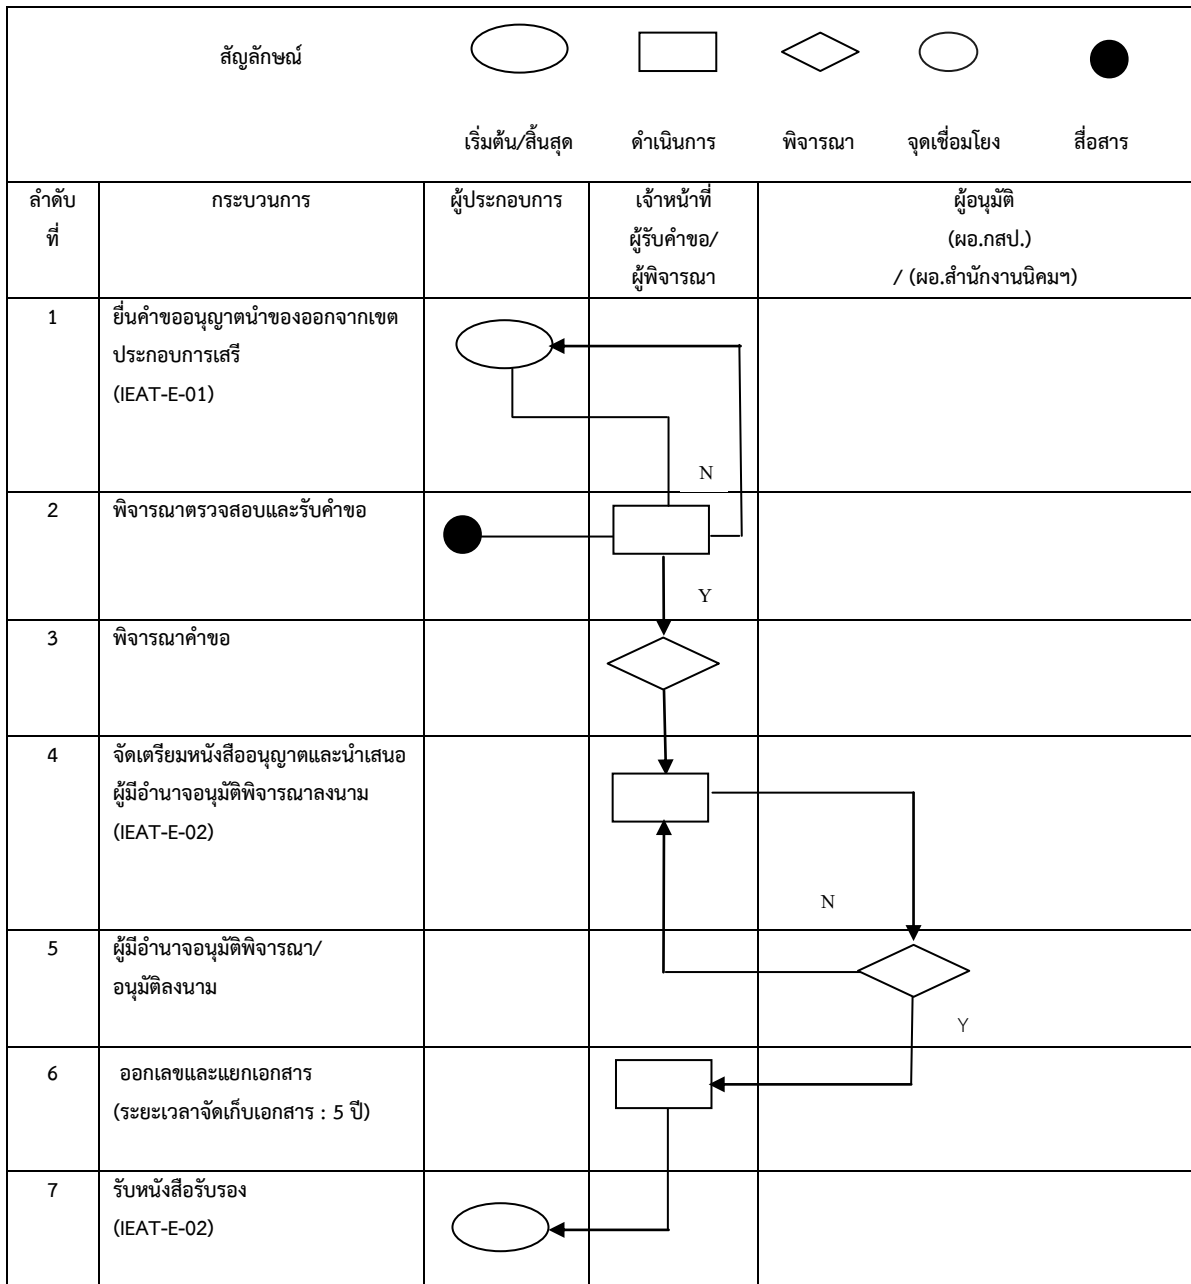 สัญลักษณ์
เริ่มต้น/สิ้นสุด ดำเนินการ พิจารณา จุดเชื่อมโยง สื่อสาร
ลำดับ กระบวนการ ผู้ประกอบการ เจ้าหน้าที่ ผู้อนุมัติ
ที่ ผู้รับคำขอ/ (ผอ.กสป.)
ผู้พิจารณา / (ผอ.สำนักงานนิคมฯ)
1 ยื่นคำขออนุญาตนำของออกจากเขต
ประกอบการเสรี
(IEAT-E-01)
N
2 พิจารณาตรวจสอบและรับคำขอ
Y
3 พิจารณาคำขอ
4 จัดเตรียมหนังสืออนุญาตและนำเสนอ
ผู้มีอำนาจอนุมัติพิจารณาลงนาม
(IEAT-E-02)
N
5 ผู้มีอำนาจอนุมัติพิจารณา/
อนุมัติลงนาม
Y
6 ออกเลขและแยกเอกสาร
(ระยะเวลาจัดเก็บเอกสาร : 5 ปี)
7 รับหนังสือรับรอง
(IEAT-E-02)